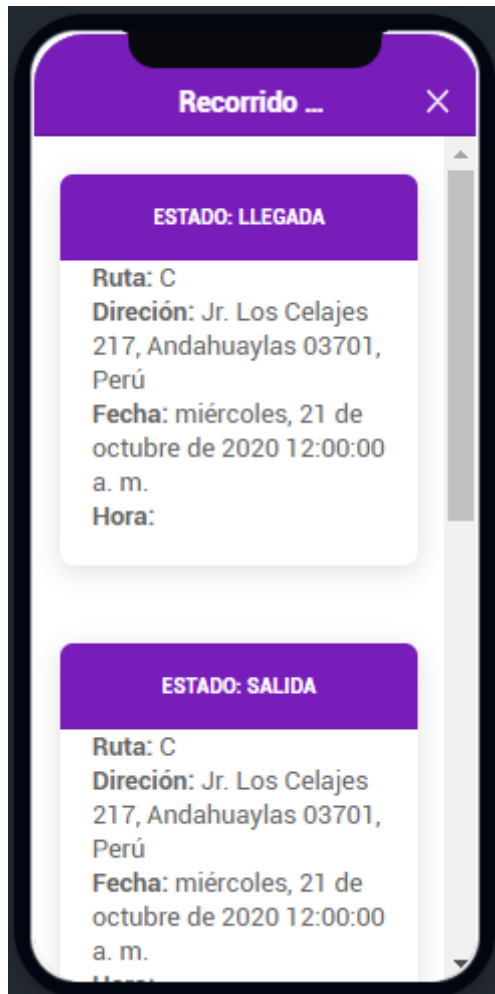 Recorrido ...
ESTADO: LLEGADA
Ruta: C
Direción: Jr. Los Celajes
217, Andahuaylas 03701,
Perú
Fecha: miércoles, 21 de
octubre de 2020 12:00:00
a. m.
Hora:
ESTADO: SALIDA
Ruta: C
Direción: Jr. Los Celajes
217, Andahuaylas 03701,
Perú
Fecha: miércoles, 21 de
octubre de 2020 12:00:00
a. m.